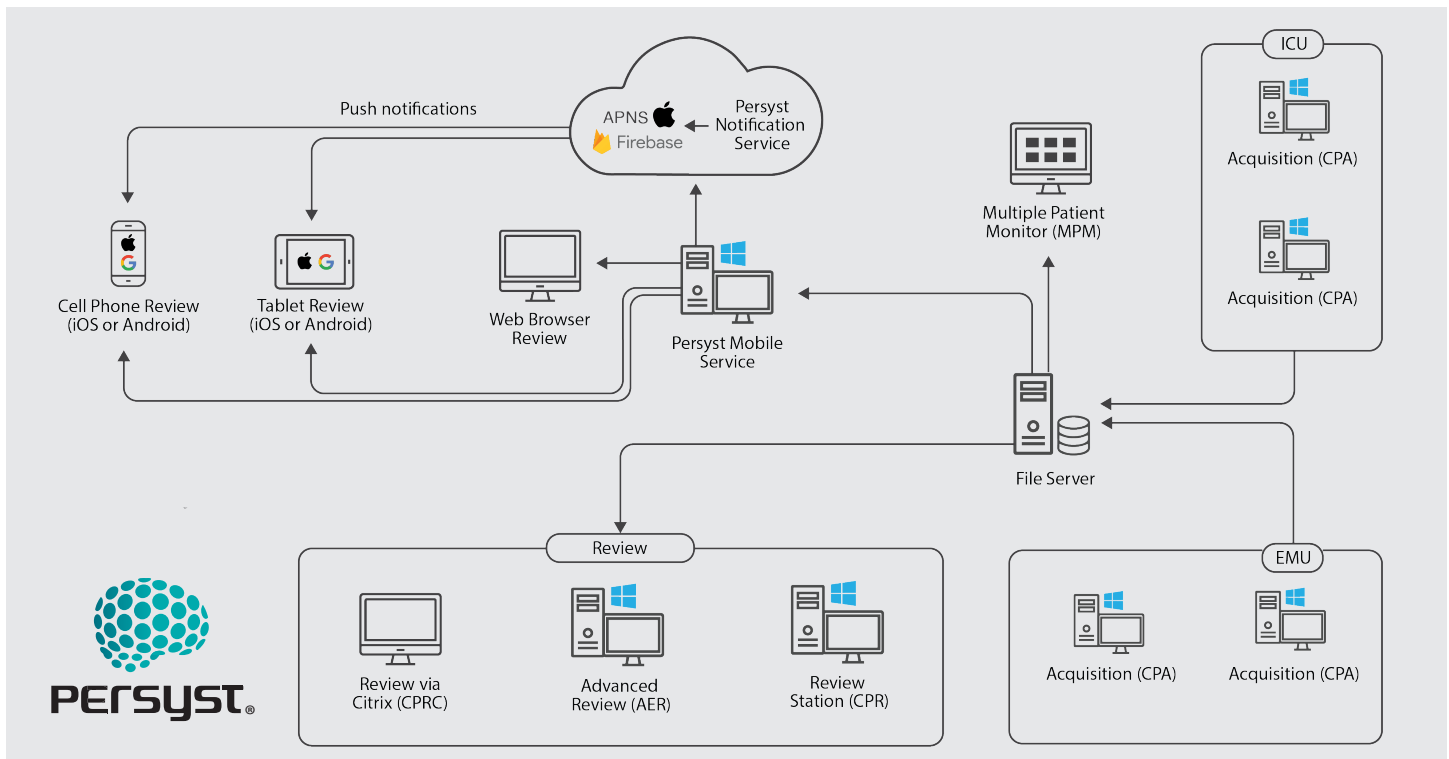 ICU
Acquisition (CPA)
Acquisition (CPA)
Push notifications
APNS
Firebase
Persyst
Notification
Service
Multiple Patient
Monitor (MPM)
Cell Phone Review
(iOS or Android)
Tablet Review
(iOS or Android)
Web Browser
Review
Persyst Mobile
Service
File Server
Review
Review via
Citrix (CPRC)
Advanced
Review (AER)
Review
Station (CPR)
EMU
Acquisition (CPA)
Acquisition (CPA)
PERSYST®